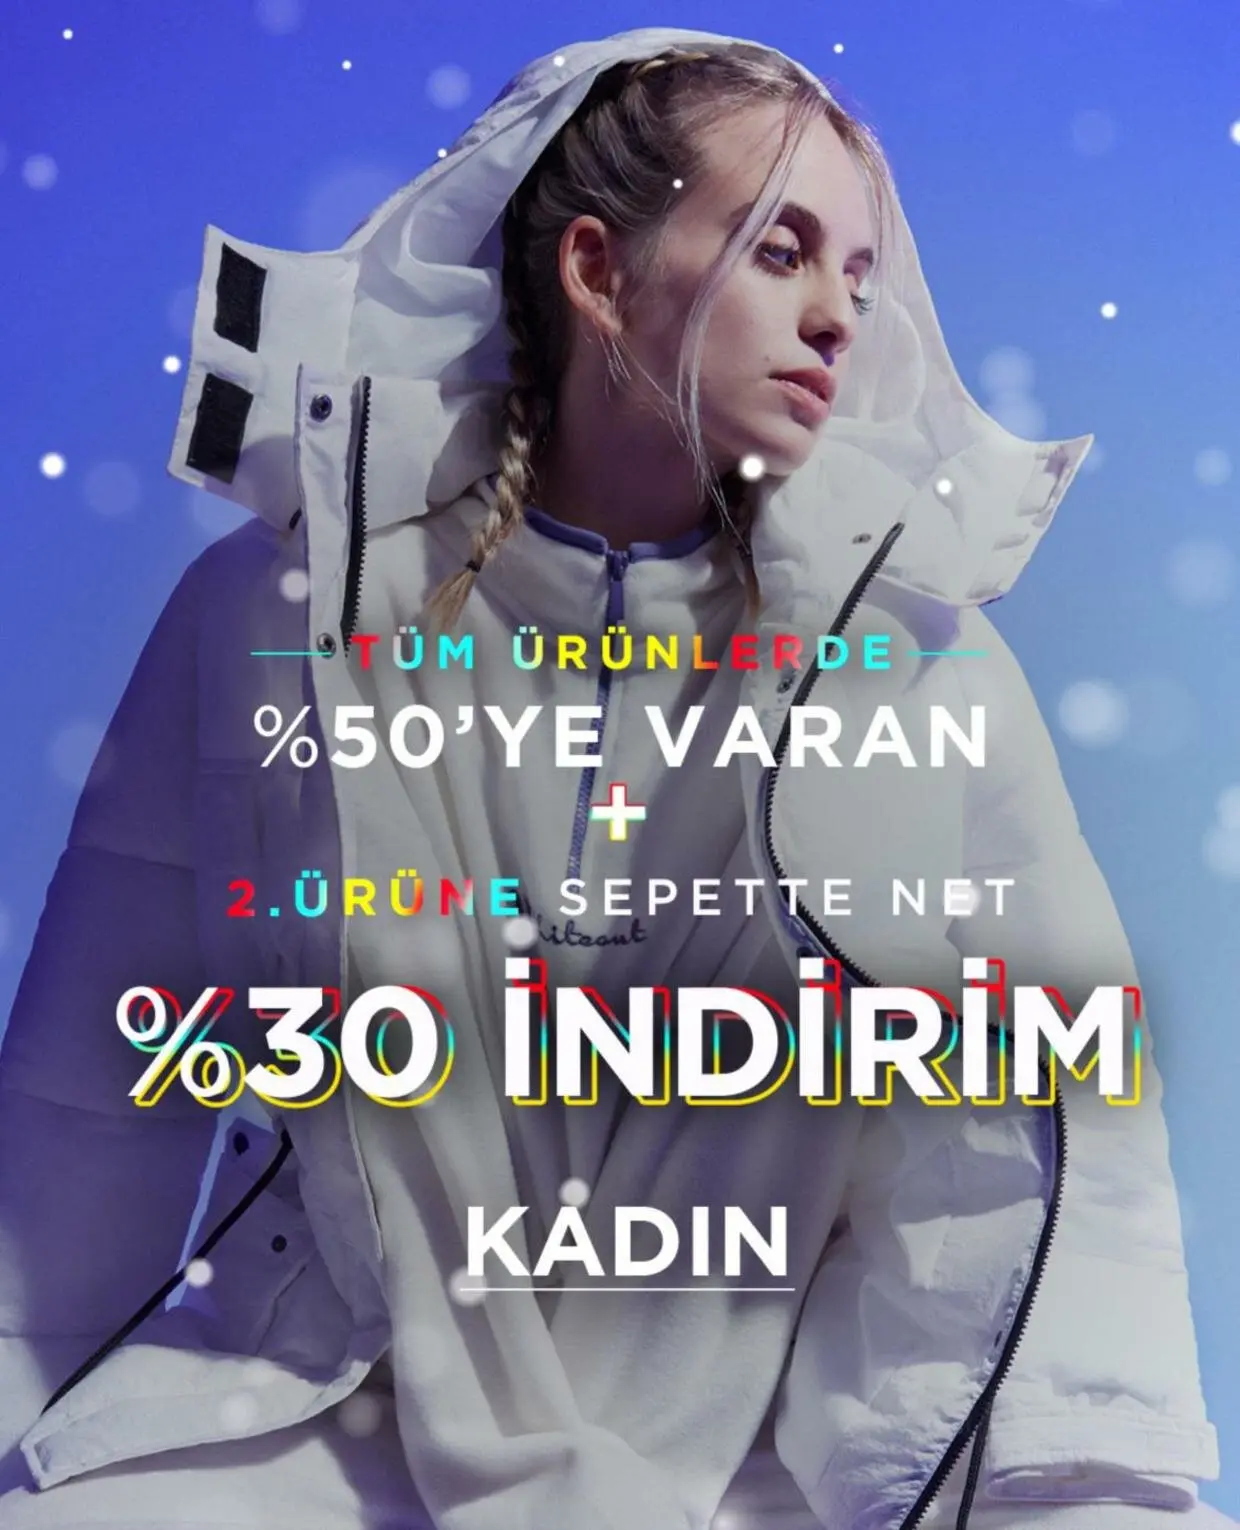 TÜM ÜRÜNLERDE
%50'YE VARAN
+
2.ÜRÜNE SEPETTE NET
%30 İNDİRİM
KADIN